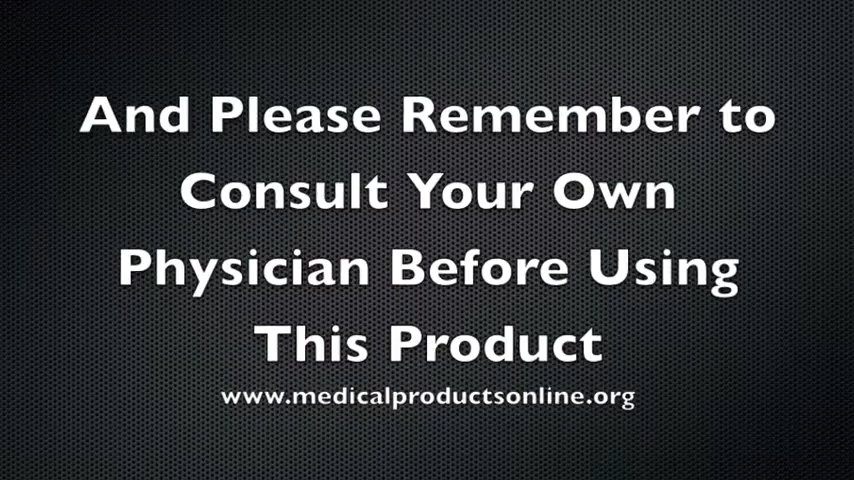 And Please Remember to
Consult Your Own
Physician Before Using
This Product
www.medicalproductsonline.org